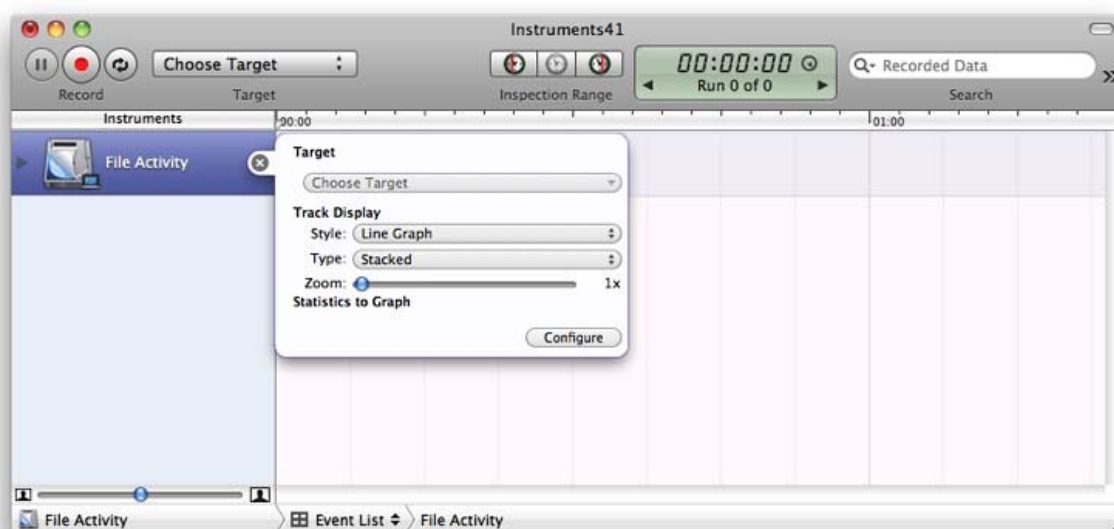 Instruments41
Choose Target
00:00:00
Run 0 of 0
Recorded Data
Record
Target
Inspection Range
Search
Instruments
00:00
01:00
File Activity
Target
Choose Target
Track Display
Style: Line Graph
Type: Stacked
Zoom: 1x
Statistics to Graph
Configure
File Activity
Event List
File Activity